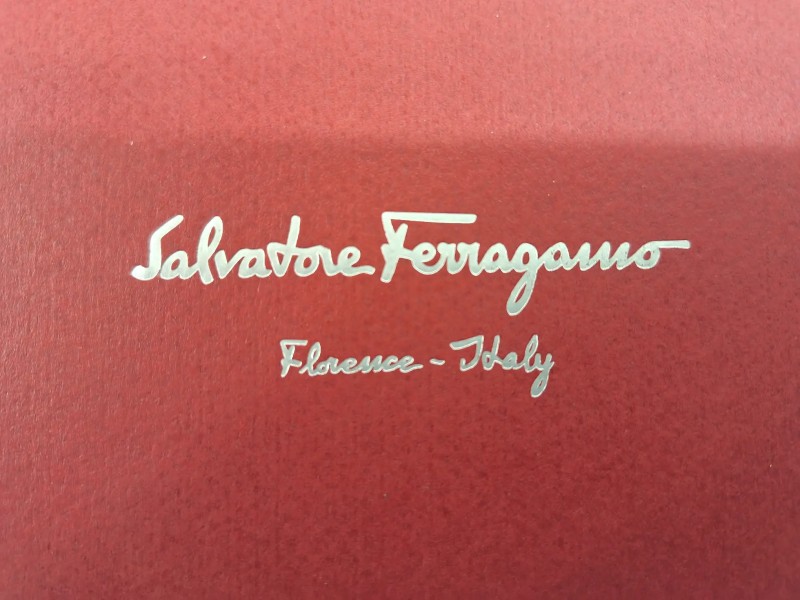 Salvatore Ferragamo
Florence - Italy